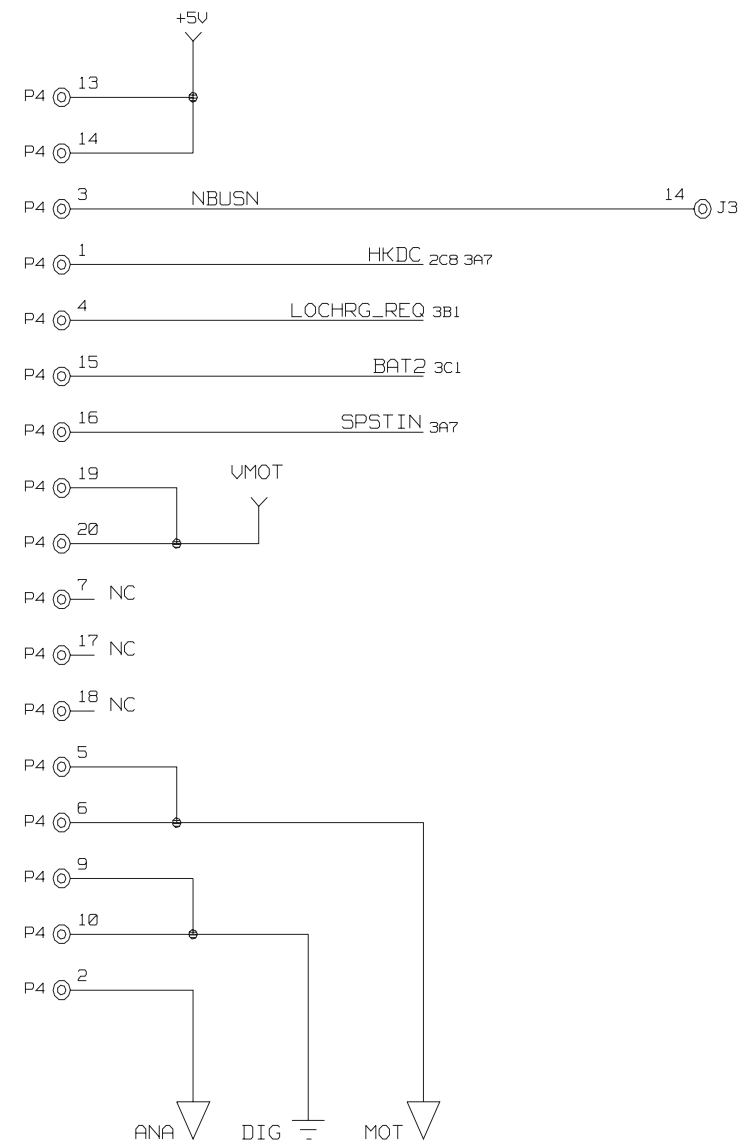 +5V
P4 13
P4 14
P4 3 NBUSN 14 J3
P4 1 HKDC 2C8 3A7
P4 4 LOCHRG_REQ 3B1
P4 15 BAT2 3C1
P4 16 SPSTIN 3A7
P4 19 VMOT
P4 20
P4 7 NC
P4 17 NC
P4 18 NC
P4 5
P4 6
P4 9
P4 10
P4 2
ANA DIG MOT